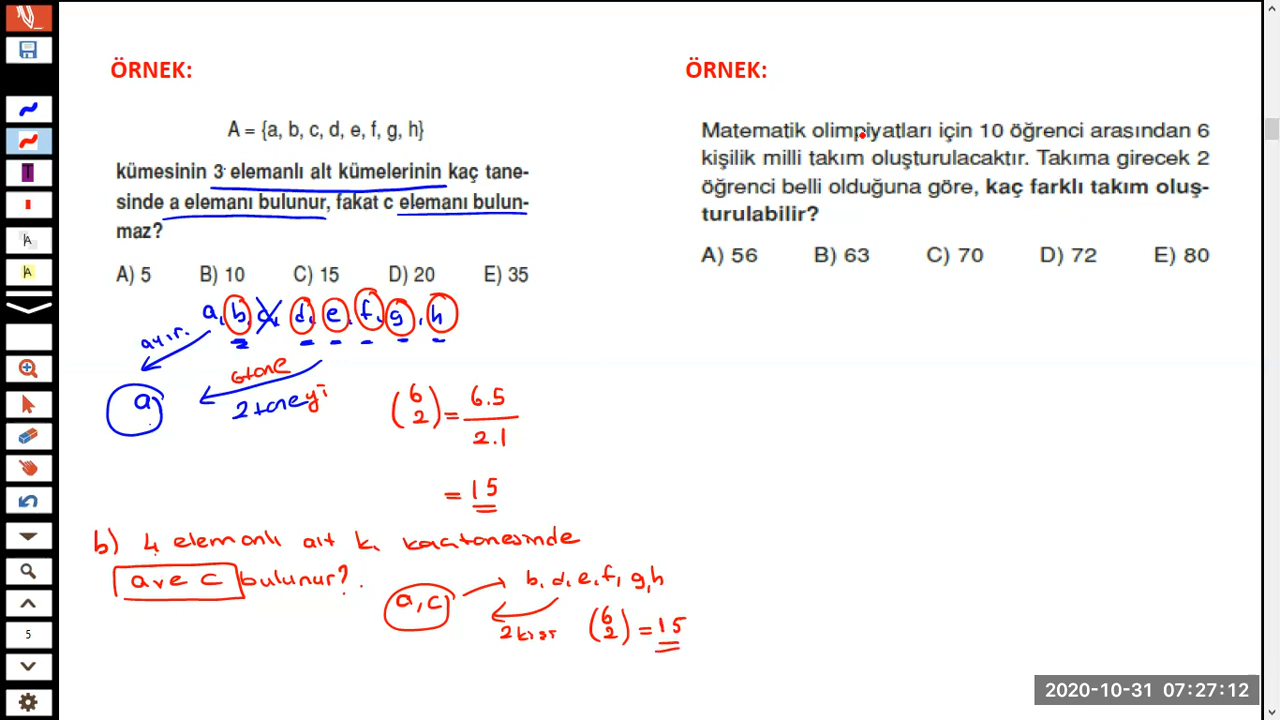 ÖRNEK:
A = {a, b, c, d, e, f, g, h}
kümesinin 3 elemanlı alt kümelerinin kaç tane-
sinde a elemanı bulunur, fakat c elemanı bulun-
maz?
A) 5 B) 10 C) 15 D) 20 E) 35
a, b, c, d, e, f, g, h
ayır.
6 tane
a
2 taneyi
(6 2) = 6.5
2.1
= 15
b) 4 elemanlı alt k. kaç tanesinde
a ve c bulunur?
a, c
b, d, e, f, g, h
2 kişi (6 2) = 15
ÖRNEK:
Matematik olimpiyatları için 10 öğrenci arasından 6
kişilik milli takım oluşturulacaktır. Takıma girecek 2
öğrenci belli olduğuna göre, kaç farklı takım oluş-
turulabilir?
A) 56 B) 63 C) 70 D) 72 E) 80
T
A
A
5
2020-10-31 07:27:12